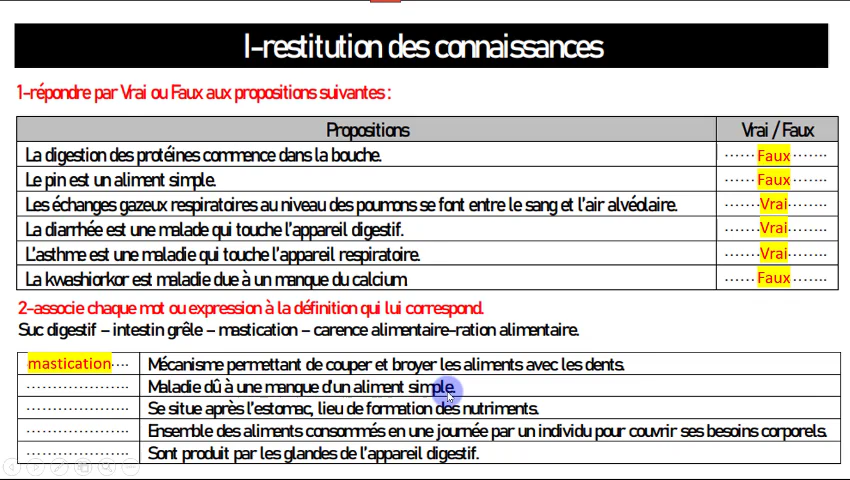 I-restitution des connaissances
1-répondre par Vrai ou Faux aux propositions suivantes :
Propositions Vrai / Faux
La digestion des protéines commence dans la bouche. ...... Faux .......
Le pin est un aliment simple. ...... Faux .......
Les échanges gazeux respiratoires au niveau des poumons se font entre le sang et l'air alvéolaire. .......Vrai.......
La diarrhée est une malade qui touche l'appareil digestif. .......Vrai.......
L'asthme est une maladie qui touche l'appareil respiratoire. .......Vrai.......
La kwashiorkor est maladie due à un manque du calcium ...... Faux .......
2-associe chaque mot ou expression à la définition qui lui correspond.
Suc digestif – intestin grêle – mastication – carence alimentaire-ration alimentaire.
mastication.... Mécanisme permettant de couper et broyer les aliments avec les dents.
.................... Maladie dû à une manque d'un aliment simple.
.................... Se situe après l'estomac, lieu de formation des nutriments.
.................... Ensemble des aliments consommés en une journée par un individu pour couvrir ses besoins corporels.
.................... Sont produit par les glandes de l'appareil digestif.